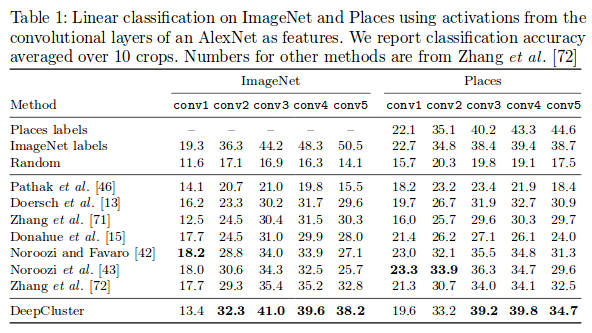 Table 1: Linear classification on ImageNet and Places using activations from the
convolutional layers of an AlexNet as features. We report classification accuracy
averaged over 10 crops. Numbers for other methods are from Zhang et al. [72]
ImageNet Places
Method conv1 conv2 conv3 conv4 conv5 conv1 conv2 conv3 conv4 conv5
Places labels – – – – – 22.1 35.1 40.2 43.3 44.6
ImageNet labels 19.3 36.3 44.2 48.3 50.5 22.7 34.8 38.4 39.4 38.7
Random 11.6 17.1 16.9 16.3 14.1 15.7 20.3 19.8 19.1 17.5
Pathak et al. [46] 14.1 20.7 21.0 19.8 15.5 18.2 23.2 23.4 21.9 18.4
Doersch et al. [13] 16.2 23.3 30.2 31.7 29.6 19.7 26.7 31.9 32.7 30.9
Zhang et al. [71] 12.5 24.5 30.4 31.5 30.3 16.0 25.7 29.6 30.3 29.7
Donahue et al. [15] 17.7 24.5 31.0 29.9 28.0 21.4 26.2 27.1 26.1 24.0
Noroozi and Favaro [42] 18.2 28.8 34.0 33.9 27.1 23.0 32.1 35.5 34.8 31.3
Noroozi et al. [43] 18.0 30.6 34.3 32.5 25.7 23.3 33.9 36.3 34.7 29.6
Zhang et al. [72] 17.7 29.3 35.4 35.2 32.8 21.3 30.7 34.0 34.1 32.5
DeepCluster 13.4 32.3 41.0 39.6 38.2 19.6 33.2 39.2 39.8 34.7